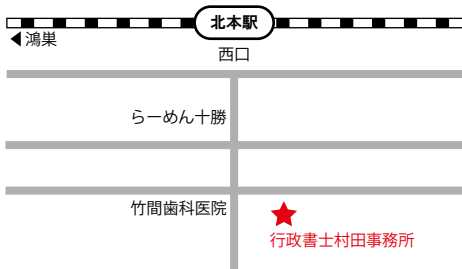 北本駅
鴻巣
西口
らーめん十勝
竹間歯科医院
行政書士村田事務所